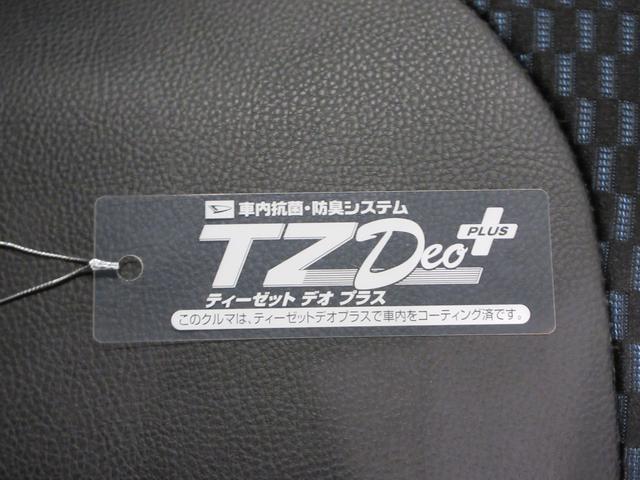 車内抗菌・防臭システム
TZ Deo PLUS
ティーゼット デオ プラス
このクルマは、ティーゼットデオプラスで車内をコーティング済です。